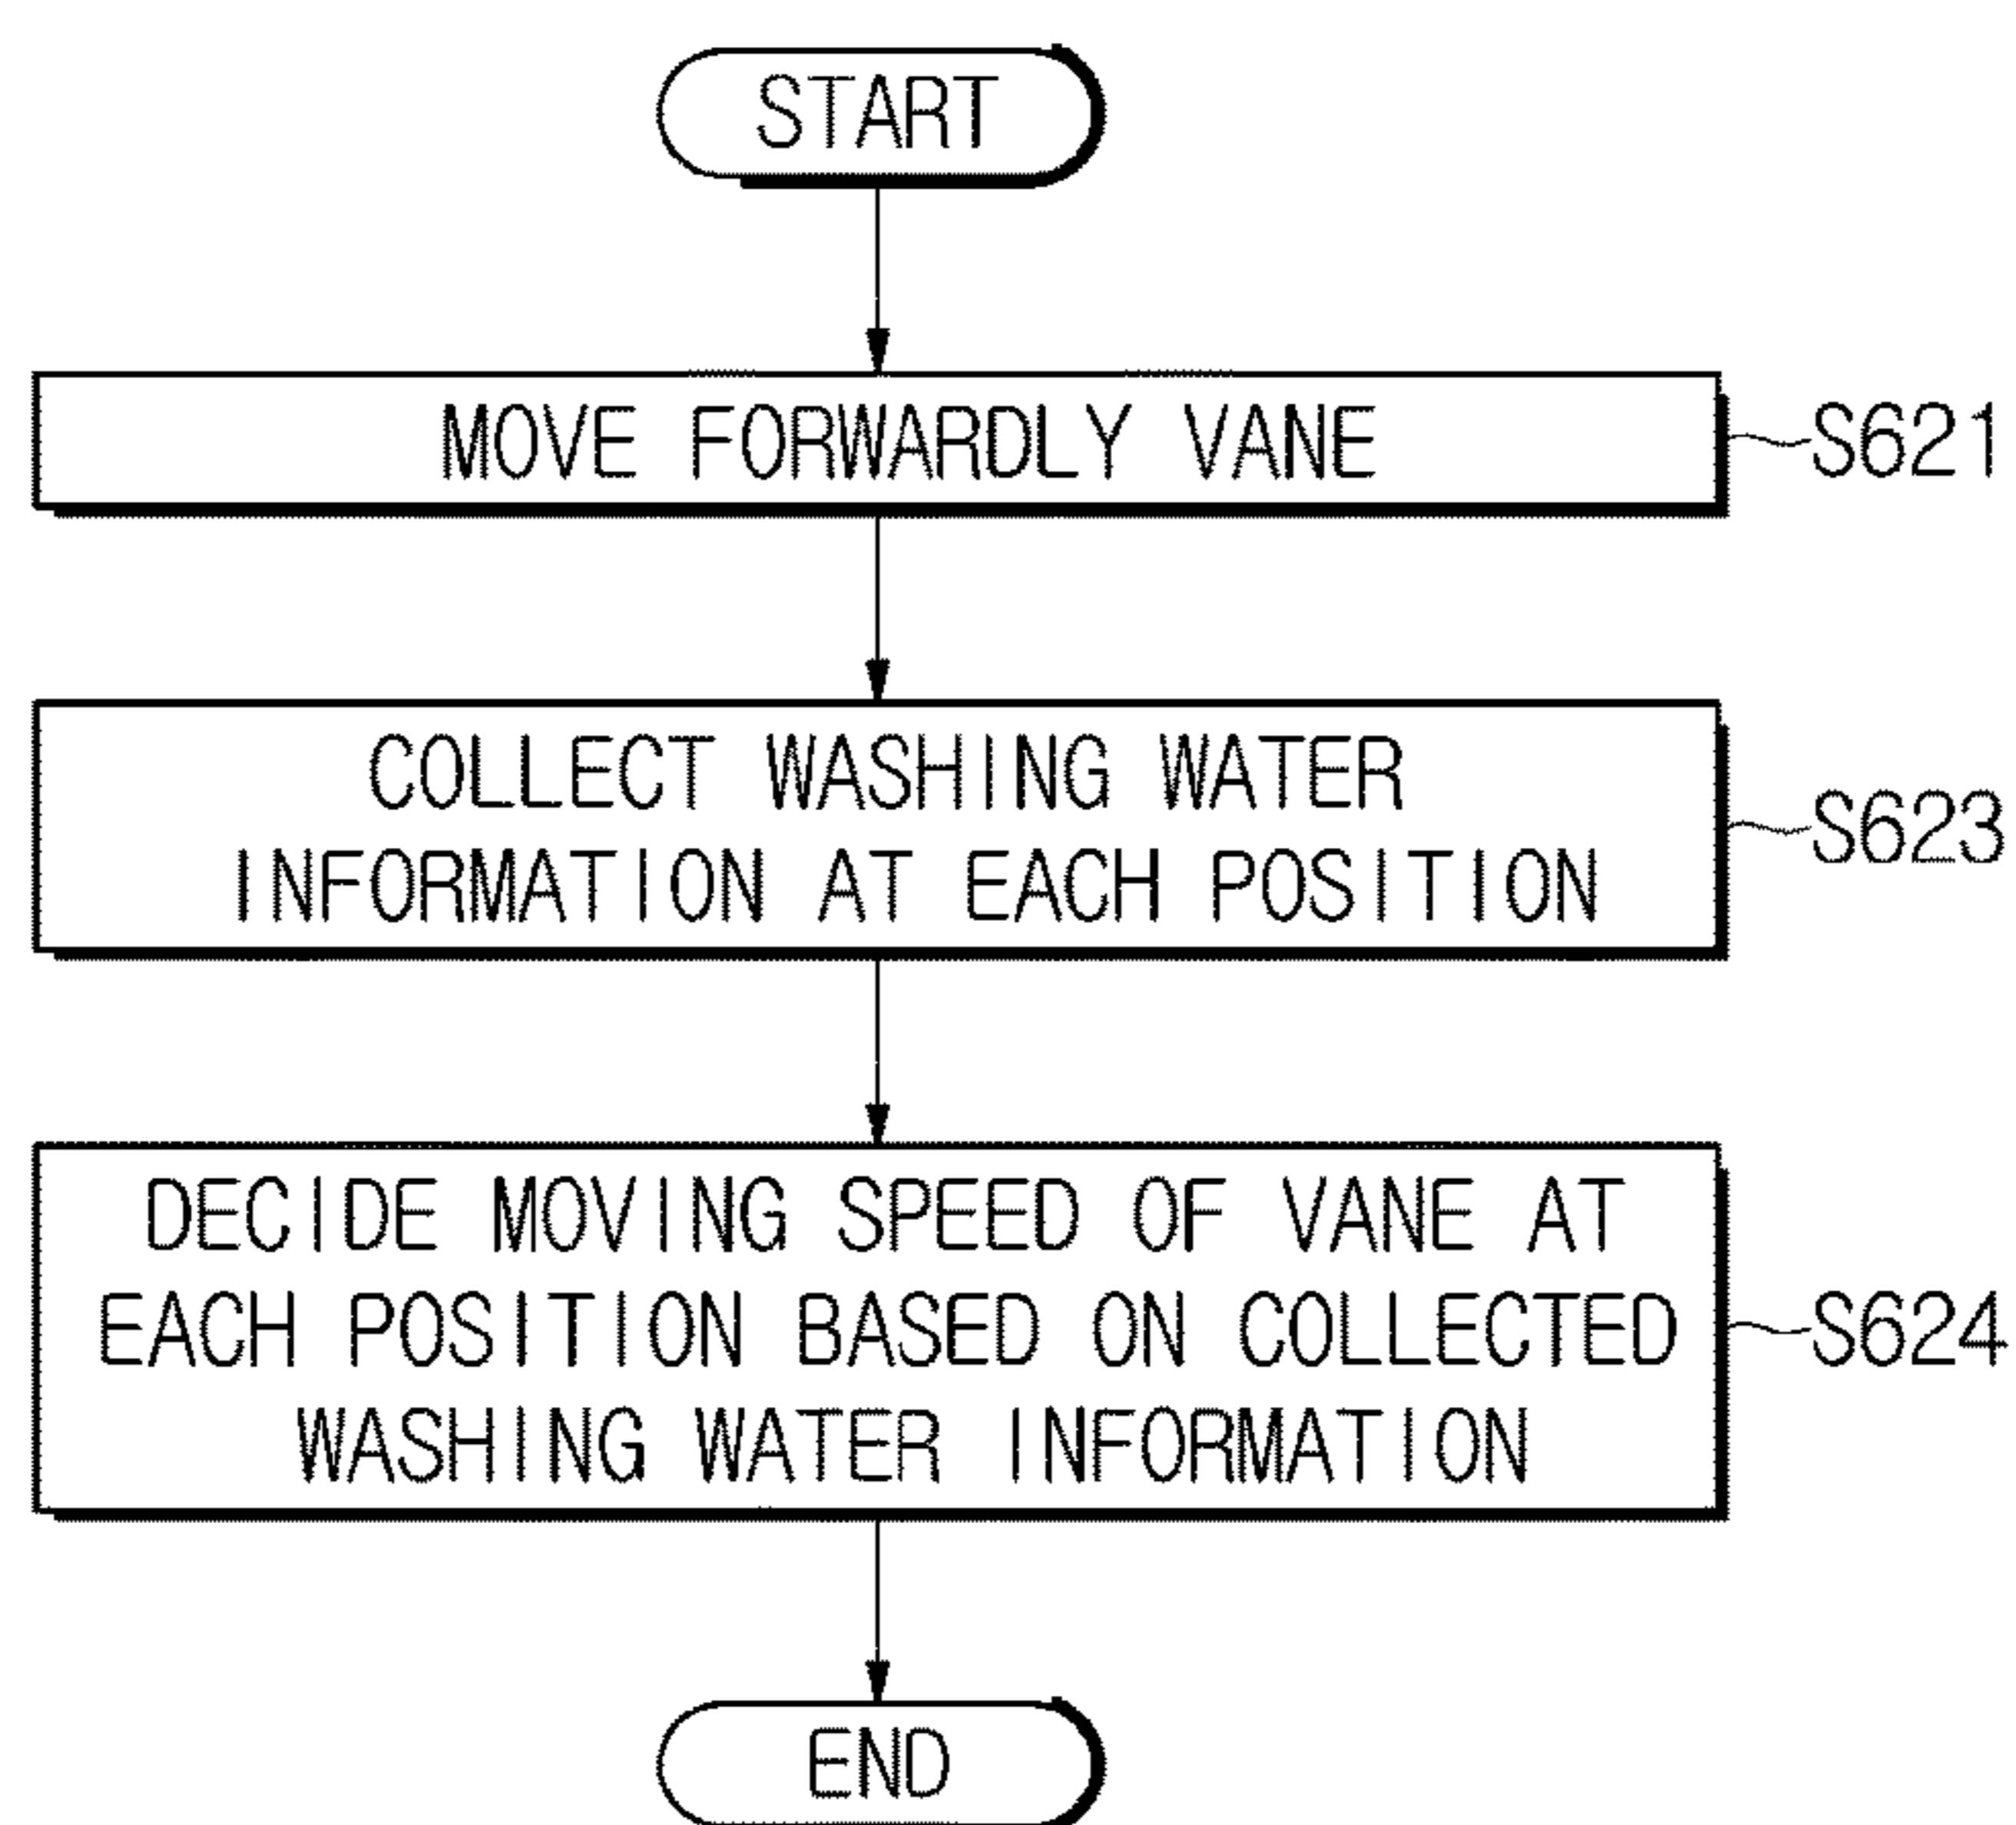 START
MOVE FORWARDLY VANE
S621
COLLECT WASHING WATER
INFORMATION AT EACH POSITION
S623
DECIDE MOVING SPEED OF VANE AT
EACH POSITION BASED ON COLLECTED
WASHING WATER INFORMATION
S624
END